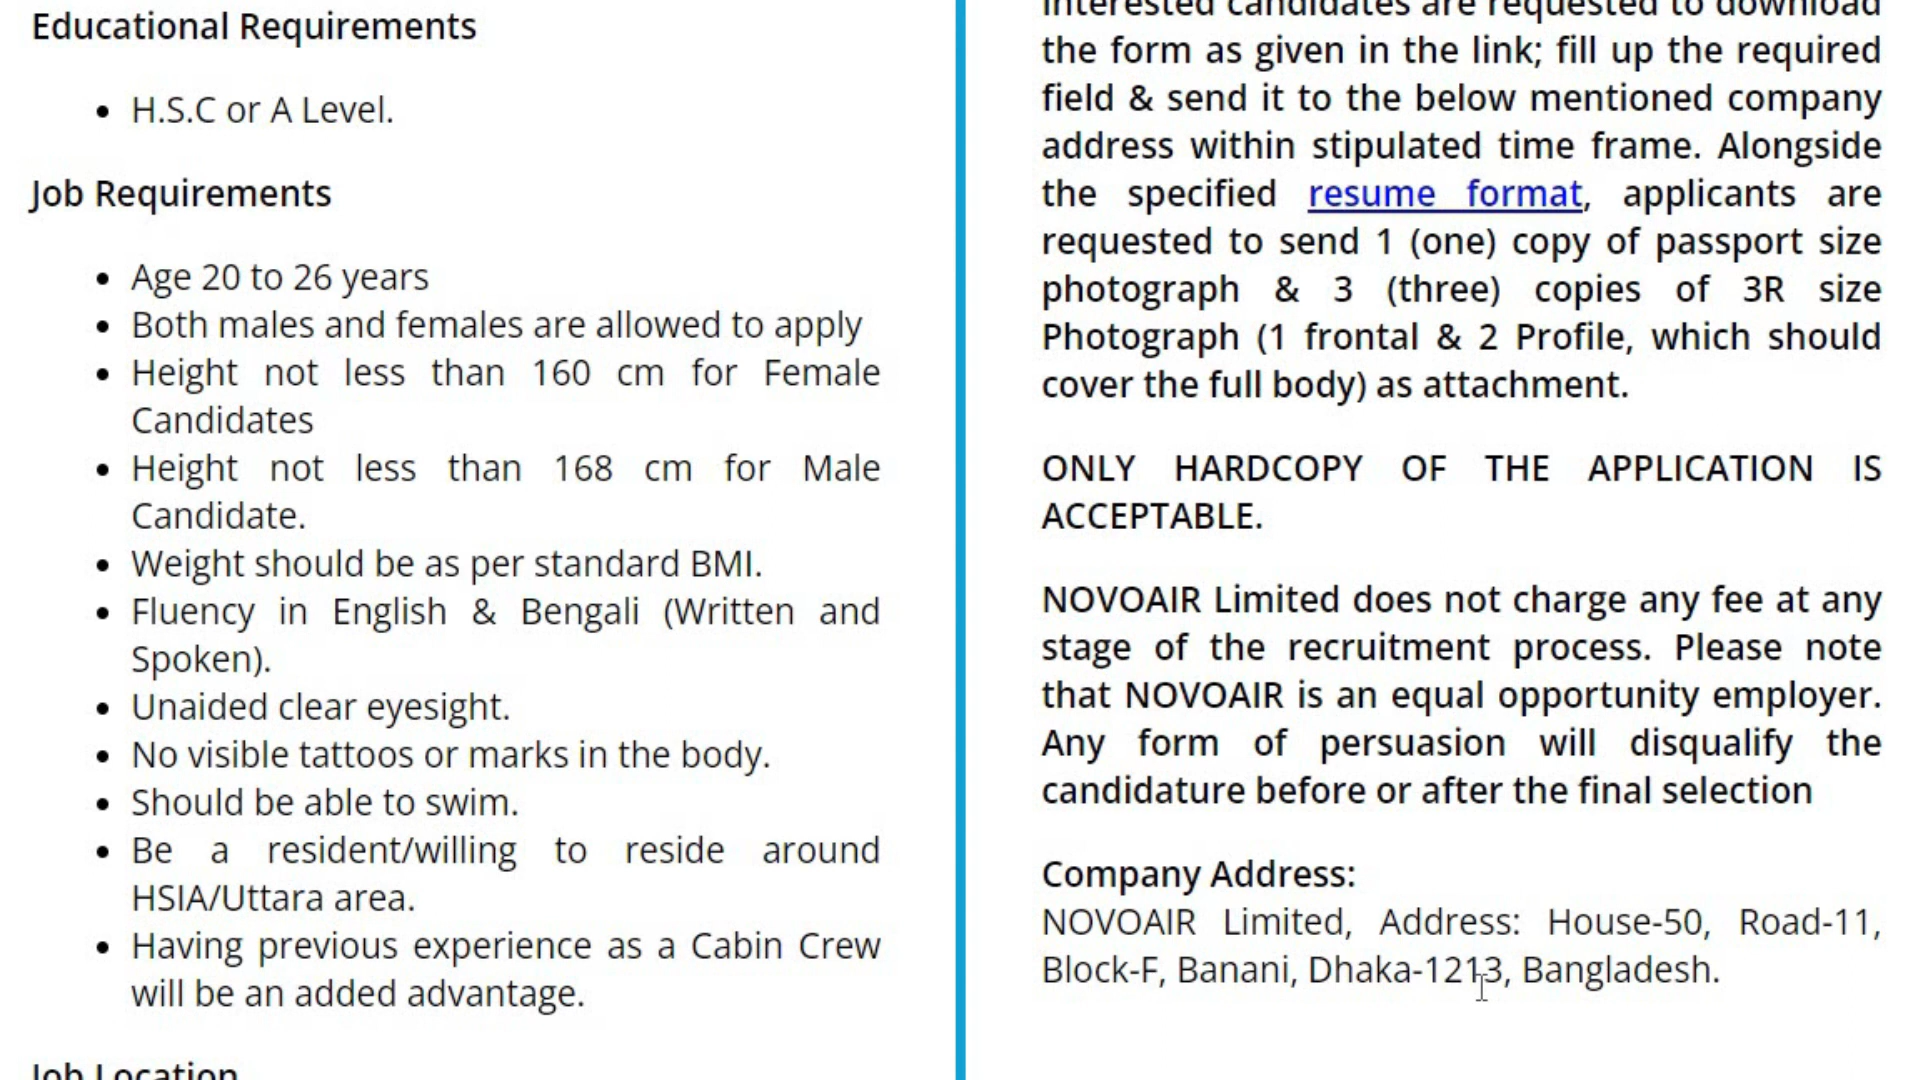 Educational Requirements
H.S.C or A Level.
Job Requirements
Age 20 to 26 years
Both males and females are allowed to apply
Height not less than 160 cm for Female
Candidates
Height not less than 168 cm for Male
Candidate.
Weight should be as per standard BMI.
Fluency in English & Bengali (Written and
Spoken).
Unaided clear eyesight.
No visible tattoos or marks in the body.
Should be able to swim.
Be a resident/willing to reside around
HSIA/Uttara area.
Having previous experience as a Cabin Crew
will be an added advantage.
Job Location
Interested candidates are requested to download
the form as given in the link; fill up the required
field & send it to the below mentioned company
address within stipulated time frame. Alongside
the specified resume format, applicants are
requested to send 1 (one) copy of passport size
photograph & 3 (three) copies of 3R size
Photograph (1 frontal & 2 Profile, which should
cover the full body) as attachment.
ONLY HARDCOPY OF THE APPLICATION IS
ACCEPTABLE.
NOVOAIR Limited does not charge any fee at any
stage of the recruitment process. Please note
that NOVOAIR is an equal opportunity employer.
Any form of persuasion will disqualify the
candidature before or after the final selection
Company Address:
NOVOAIR Limited, Address: House-50, Road-11,
Block-F, Banani, Dhaka-1213, Bangladesh.